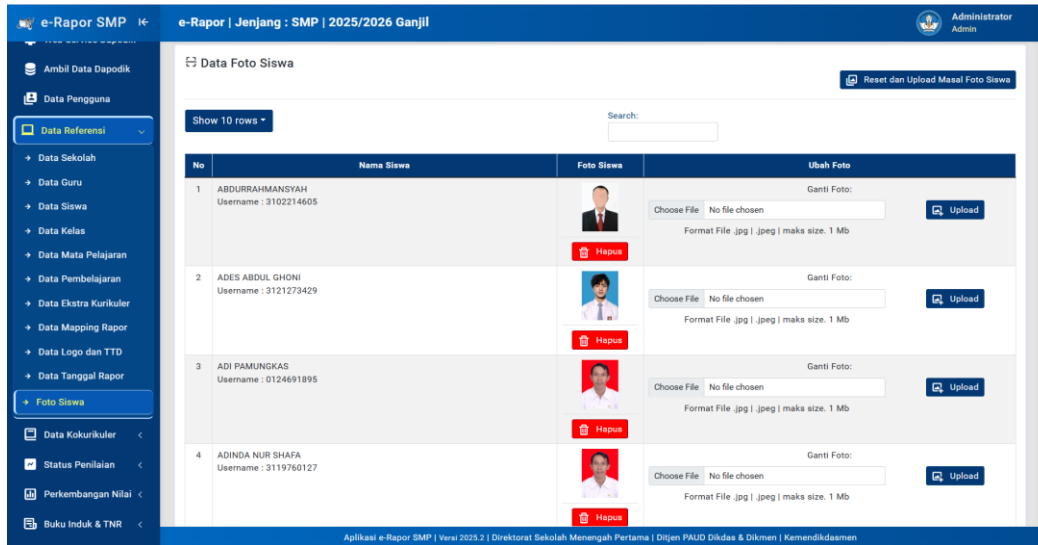 e-Rapor SMP
e-Rapor | Jenjang : SMP | 2025/2026 Ganjil
Administrator
Admin
Ambil Data Dapodik
Data Pengguna
Data Referensi
Data Sekolah
Data Guru
Data Siswa
Data Kelas
Data Mata Pelajaran
Data Pembelajaran
Data Ekstra Kurikuler
Data Mapping Rapor
Data Logo dan TTD
Data Tanggal Rapor
Foto Siswa
Data Kokurikuler
Status Penilaian
Perkembangan Nilai
Buku Induk & TNR
Data Foto Siswa
Reset dan Upload Masal Foto Siswa
Show 10 rows
Search:
No Nama Siswa Foto Siswa Ubah Foto
1 ABDURRAHMANSYAH Ganti Foto:
Username : 3102214605
Choose File No file chosen Upload
Format File .jpg | .jpeg | maks size. 1 Mb
Hapus
2 ADES ABDUL GHONI Ganti Foto:
Username : 3121273429
Choose File No file chosen Upload
Format File .jpg | .jpeg | maks size. 1 Mb
Hapus
3 ADI PAMUNGKAS Ganti Foto:
Username : 0124691895
Choose File No file chosen Upload
Format File .jpg | .jpeg | maks size. 1 Mb
Hapus
4 ADINDA NUR SHAFA Ganti Foto:
Username : 3119760127
Choose File No file chosen Upload
Format File .jpg | .jpeg | maks size. 1 Mb
Hapus
Aplikasi e-Rapor SMP | Versi 2025.2 | Direktorat Sekolah Menengah Pertama | Ditjen PAUD Dikdas & Dikmen | Kemendikdasmen